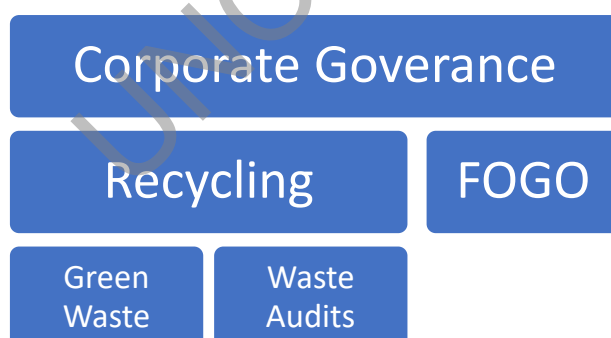 Corporate Goverance
Recycling
FOGO
Green
Waste
Waste
Audits